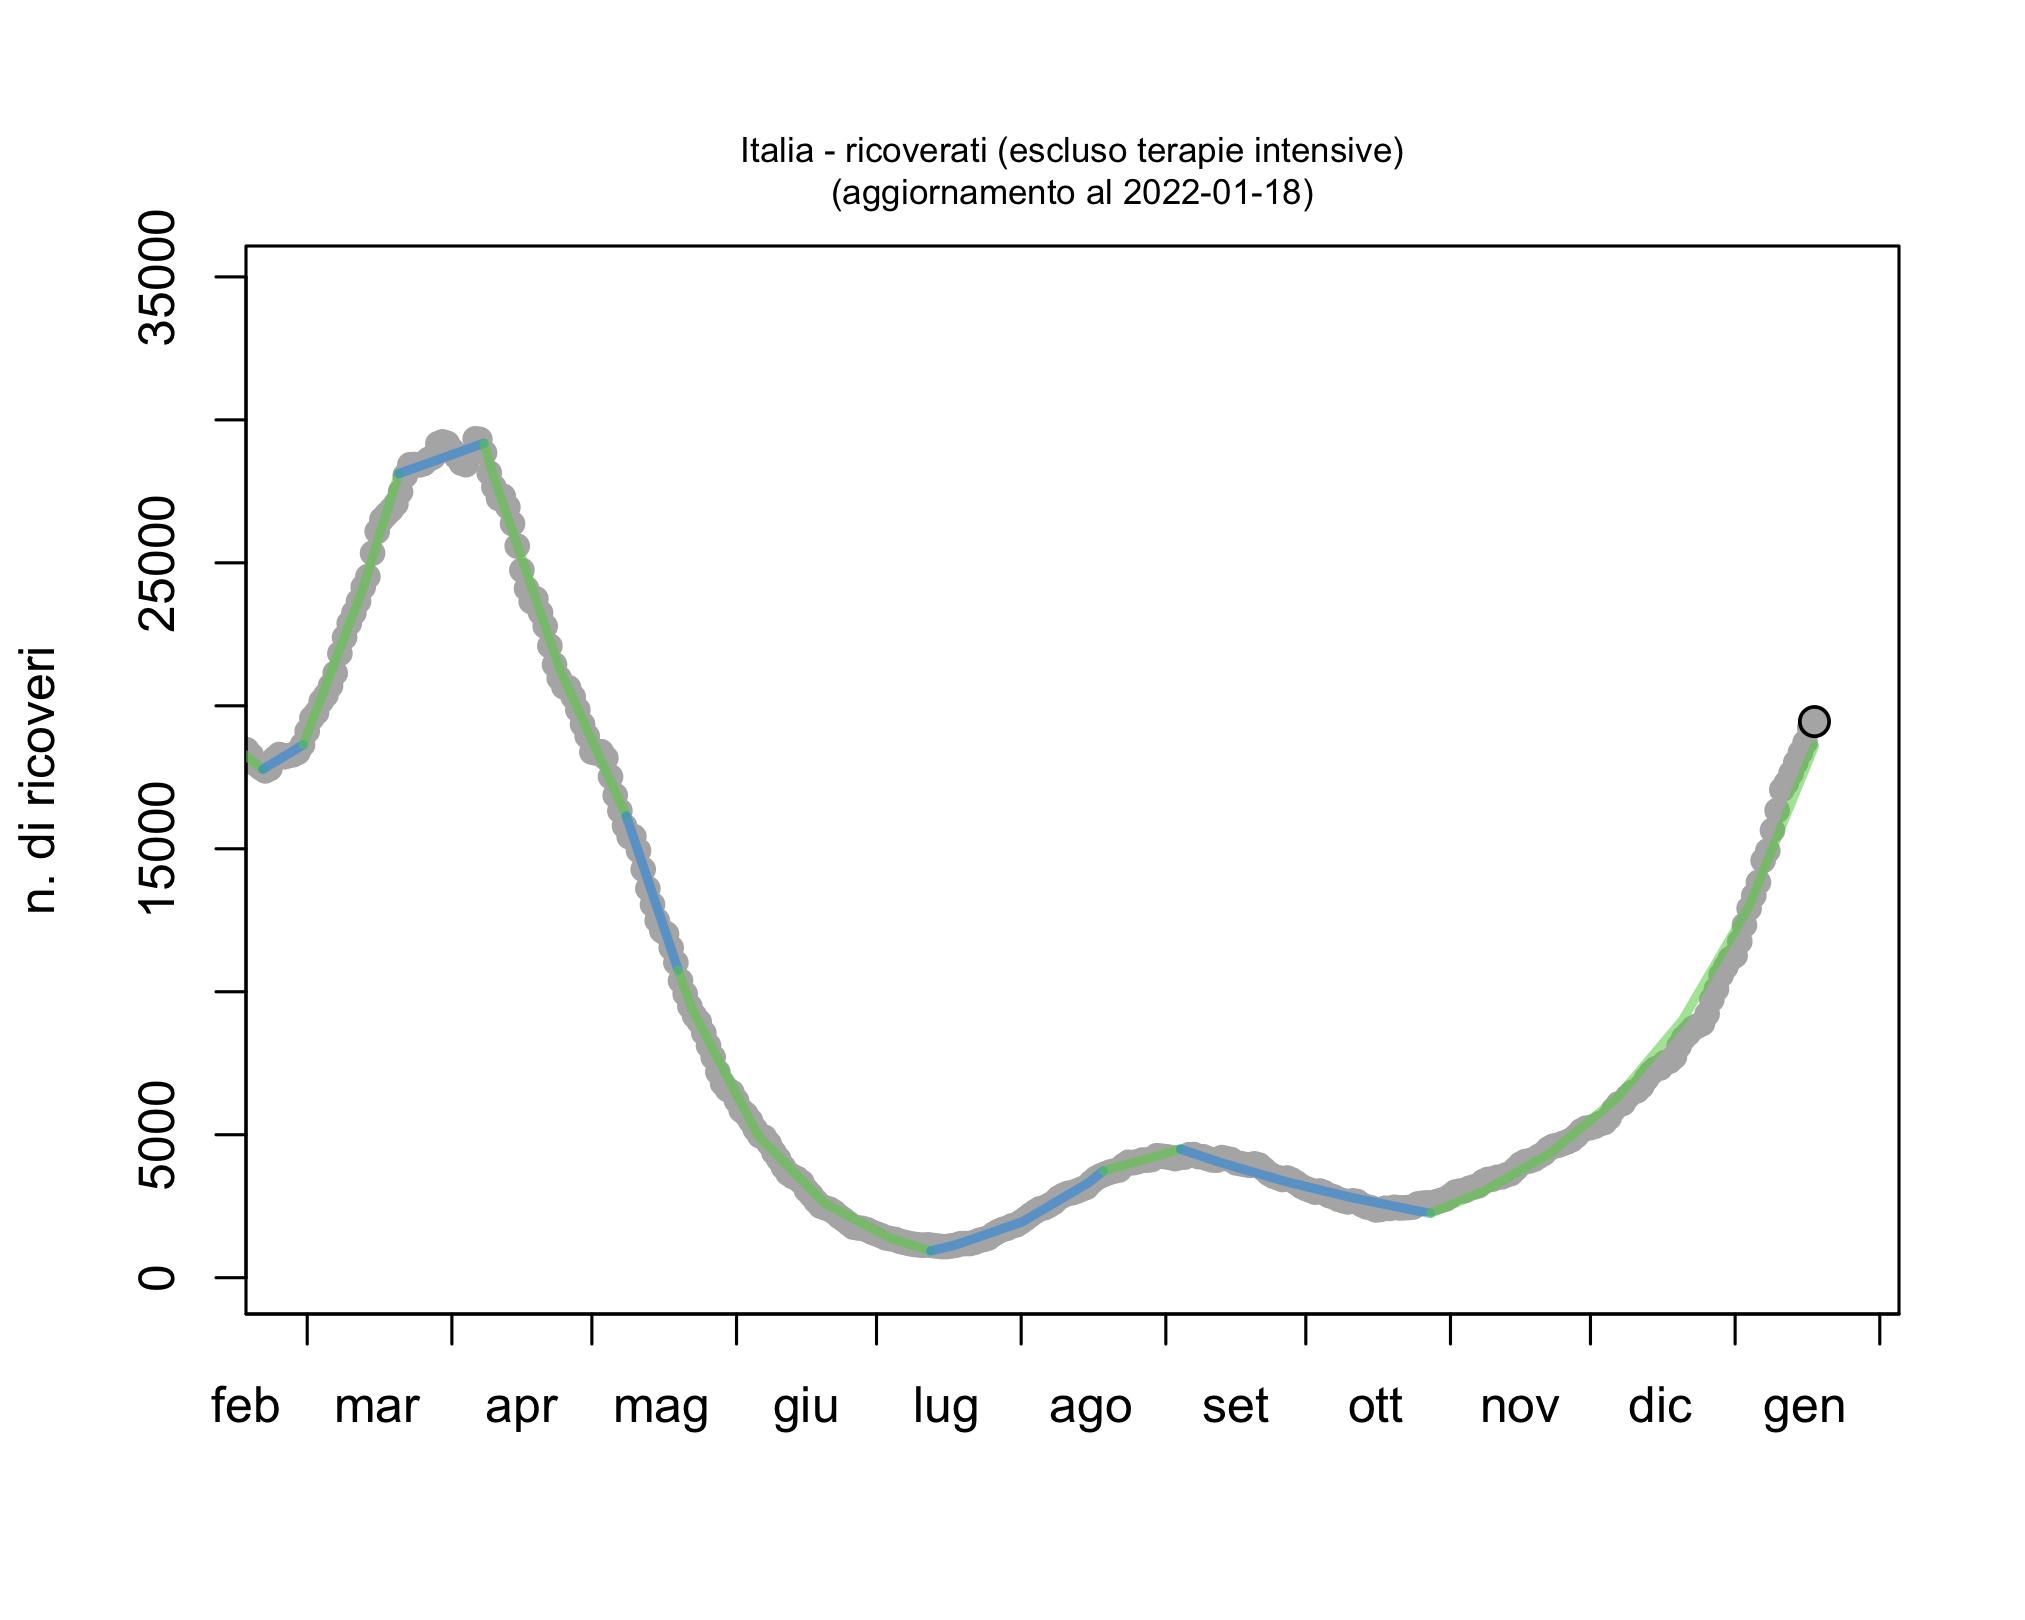 Italia - ricoverati (escluso terapie intensive)
(aggiornamento al 2022-01-18)
n. di ricoveri
35000
25000
15000
5000
0
feb mar apr mag giu lug ago set ott nov dic gen